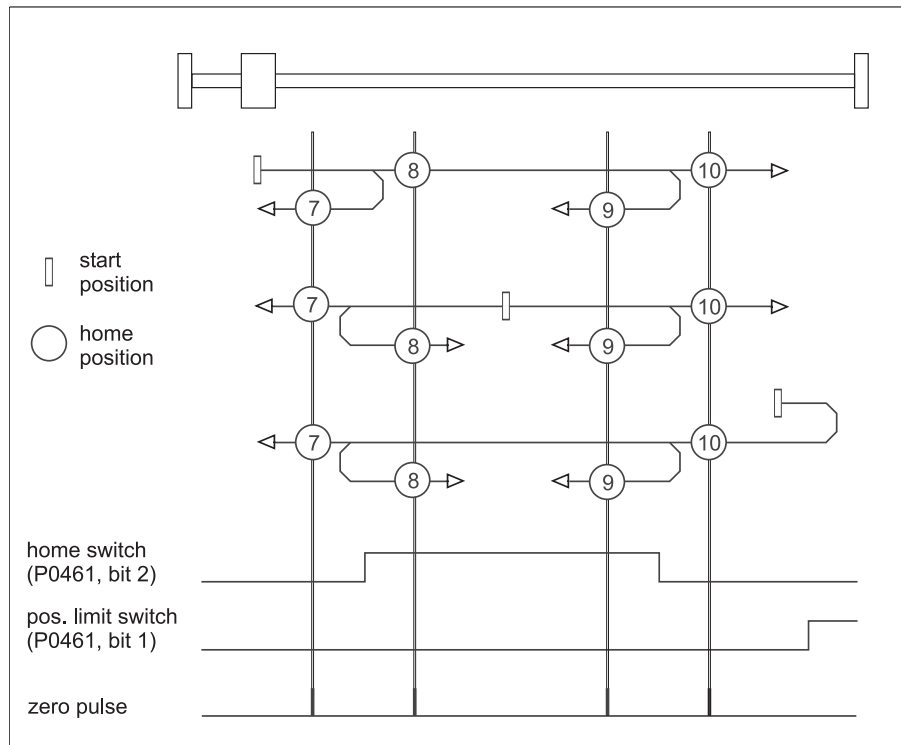 8
10
7
9
start
position
7
10
home
position
8
9
7
10
8
9
home switch
(P0461, bit 2)
pos. limit switch
(P0461, bit 1)
zero pulse